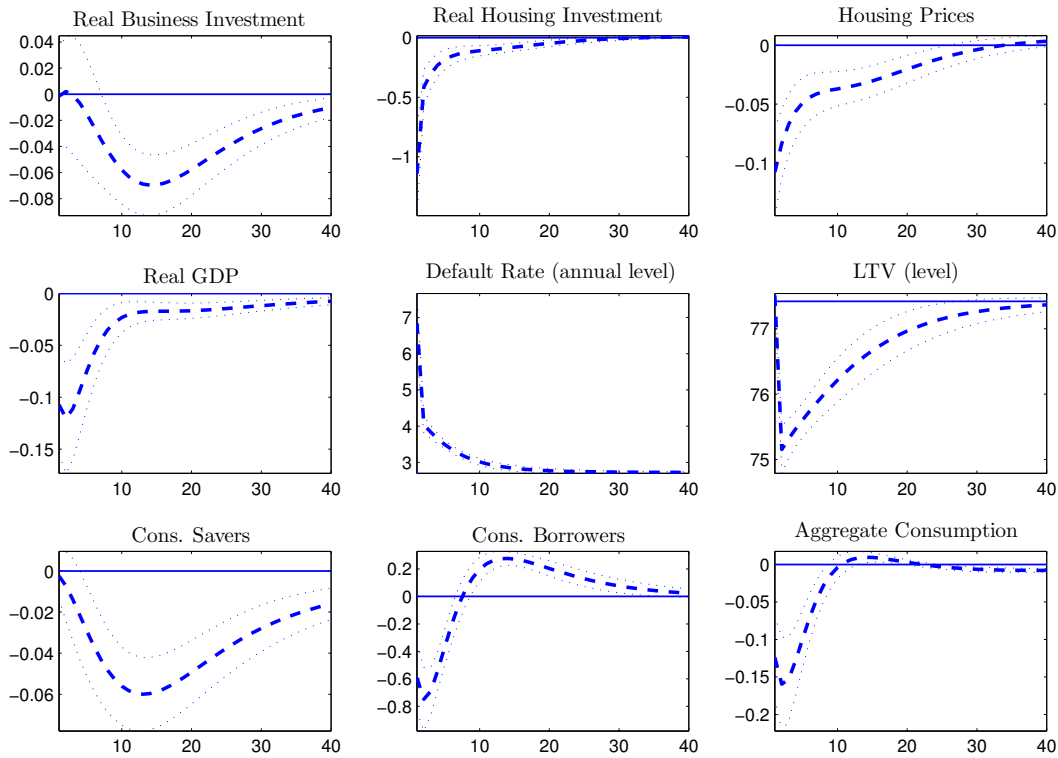 Real Business Investment
0.04
0.02
0
−0.02
−0.04
−0.06
−0.08
10 20 30 40
Real Housing Investment
0
−0.5
−1
10 20 30 40
Housing Prices
0
−0.05
−0.1
10 20 30 40
Real GDP
0
−0.05
−0.1
−0.15
10 20 30 40
Default Rate (annual level)
7
6
5
4
3
10 20 30 40
LTV (level)
77
76
75
10 20 30 40
Cons. Savers
0
−0.02
−0.04
−0.06
10 20 30 40
Cons. Borrowers
0.2
0
−0.2
−0.4
−0.6
−0.8
10 20 30 40
Aggregate Consumption
0
−0.05
−0.1
−0.15
−0.2
10 20 30 40